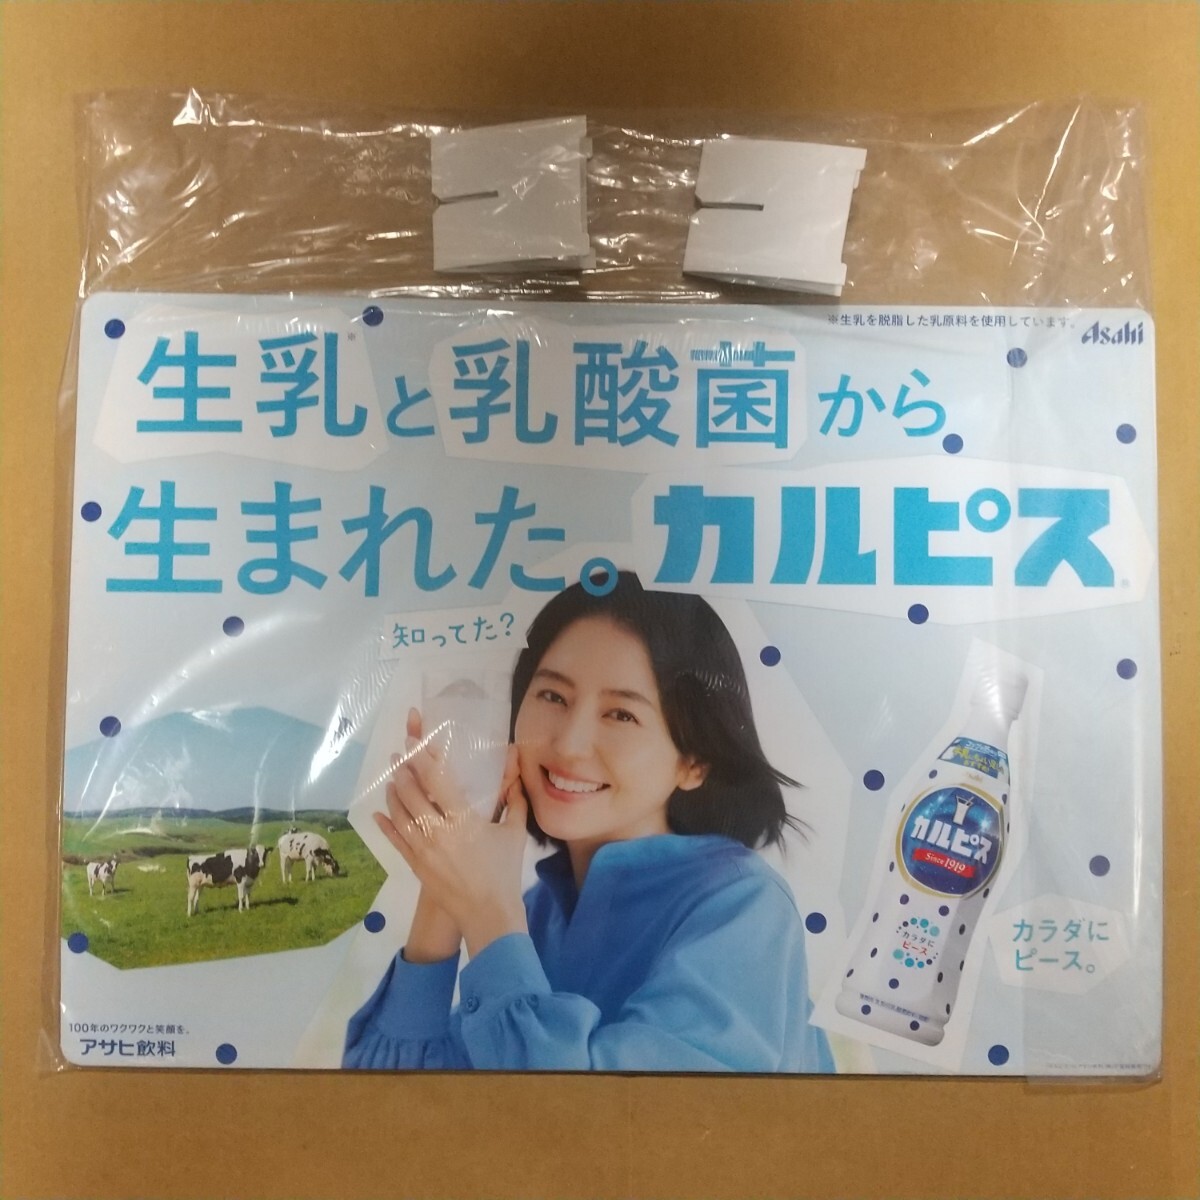 ※生乳を脱脂した乳原料を使用しています。
Asahi
生乳※と乳酸菌から
生まれた。カルピス®
知ってた?
Asahi
カルピス
Since 1919
カラダに
ピース
カラダに
ピース。
100年のワクワクと笑顔を。
アサヒ飲料